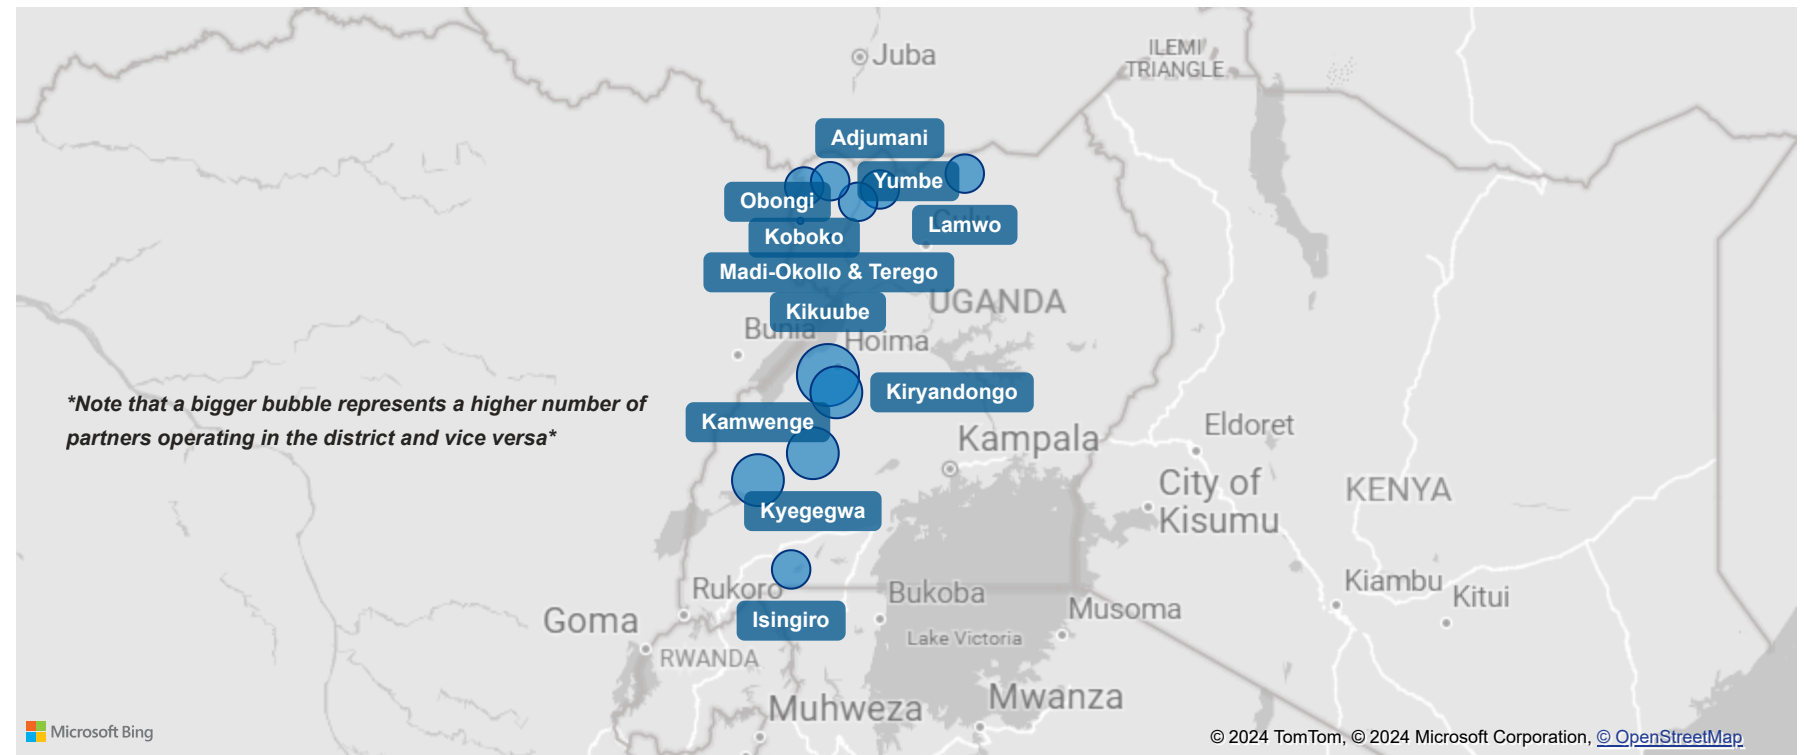 Juba
ILEMI
TRIANGLE
Adjumani
Yumbe
Obongi
Lamwo
Koboko
Madi-Okollo & Terego
UGANDA
Kikuube
Bunia
Hoima
Kiryandongo
*Note that a bigger bubble represents a higher number of
partners operating in the district and vice versa*
Kamwenge
Eldoret
Kampala
City of
Kisumu
KENYA
Kyegegwa
Rukoro
Bukoba
Kiambu
Kitui
Goma
Isingiro
Musoma
Lake Victoria
RWANDA
Muhweza
Mwanza
Microsoft Bing
© 2024 TomTom, © 2024 Microsoft Corporation, © OpenStreetMap